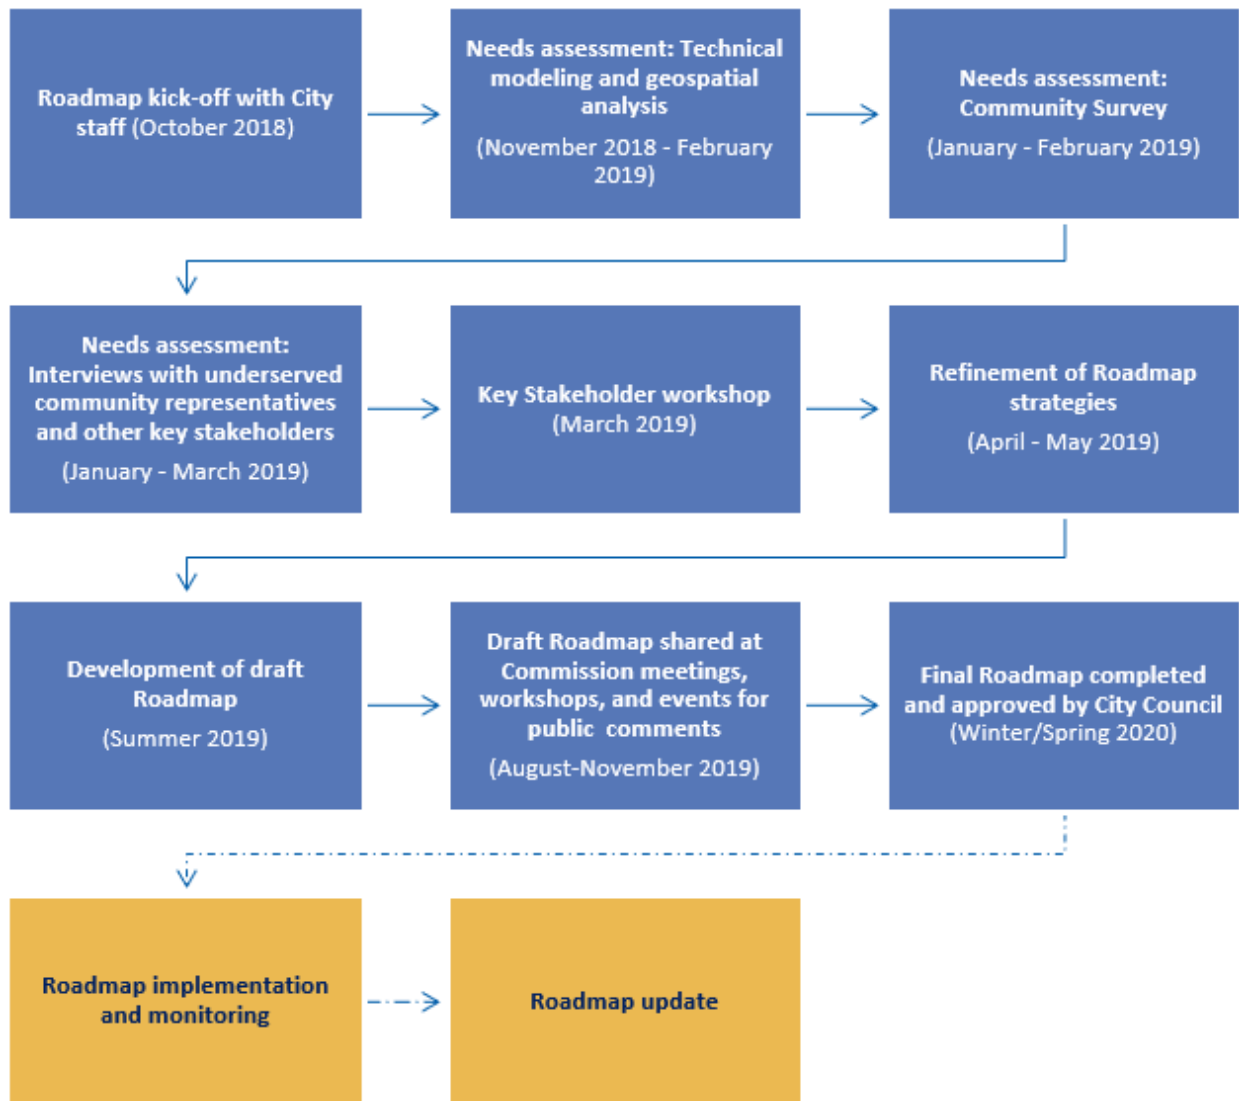 Roadmap kick-off with City
staff (October 2018)
Needs assessment: Technical
modeling and geospatial
analysis
(November 2018 - February
2019)
Needs assessment:
Community Survey
(January - February 2019)
Needs assessment:
Interviews with underserved
community representatives
and other key stakeholders
(January - March 2019)
Key Stakeholder workshop
(March 2019)
Refinement of Roadmap
strategies
(April - May 2019)
Development of draft
Roadmap
(Summer 2019)
Draft Roadmap shared at
Commission meetings,
workshops, and events for
public comments
(August-November 2019)
Final Roadmap completed
and approved by City Council
(Winter/Spring 2020)
Roadmap implementation
and monitoring
Roadmap update